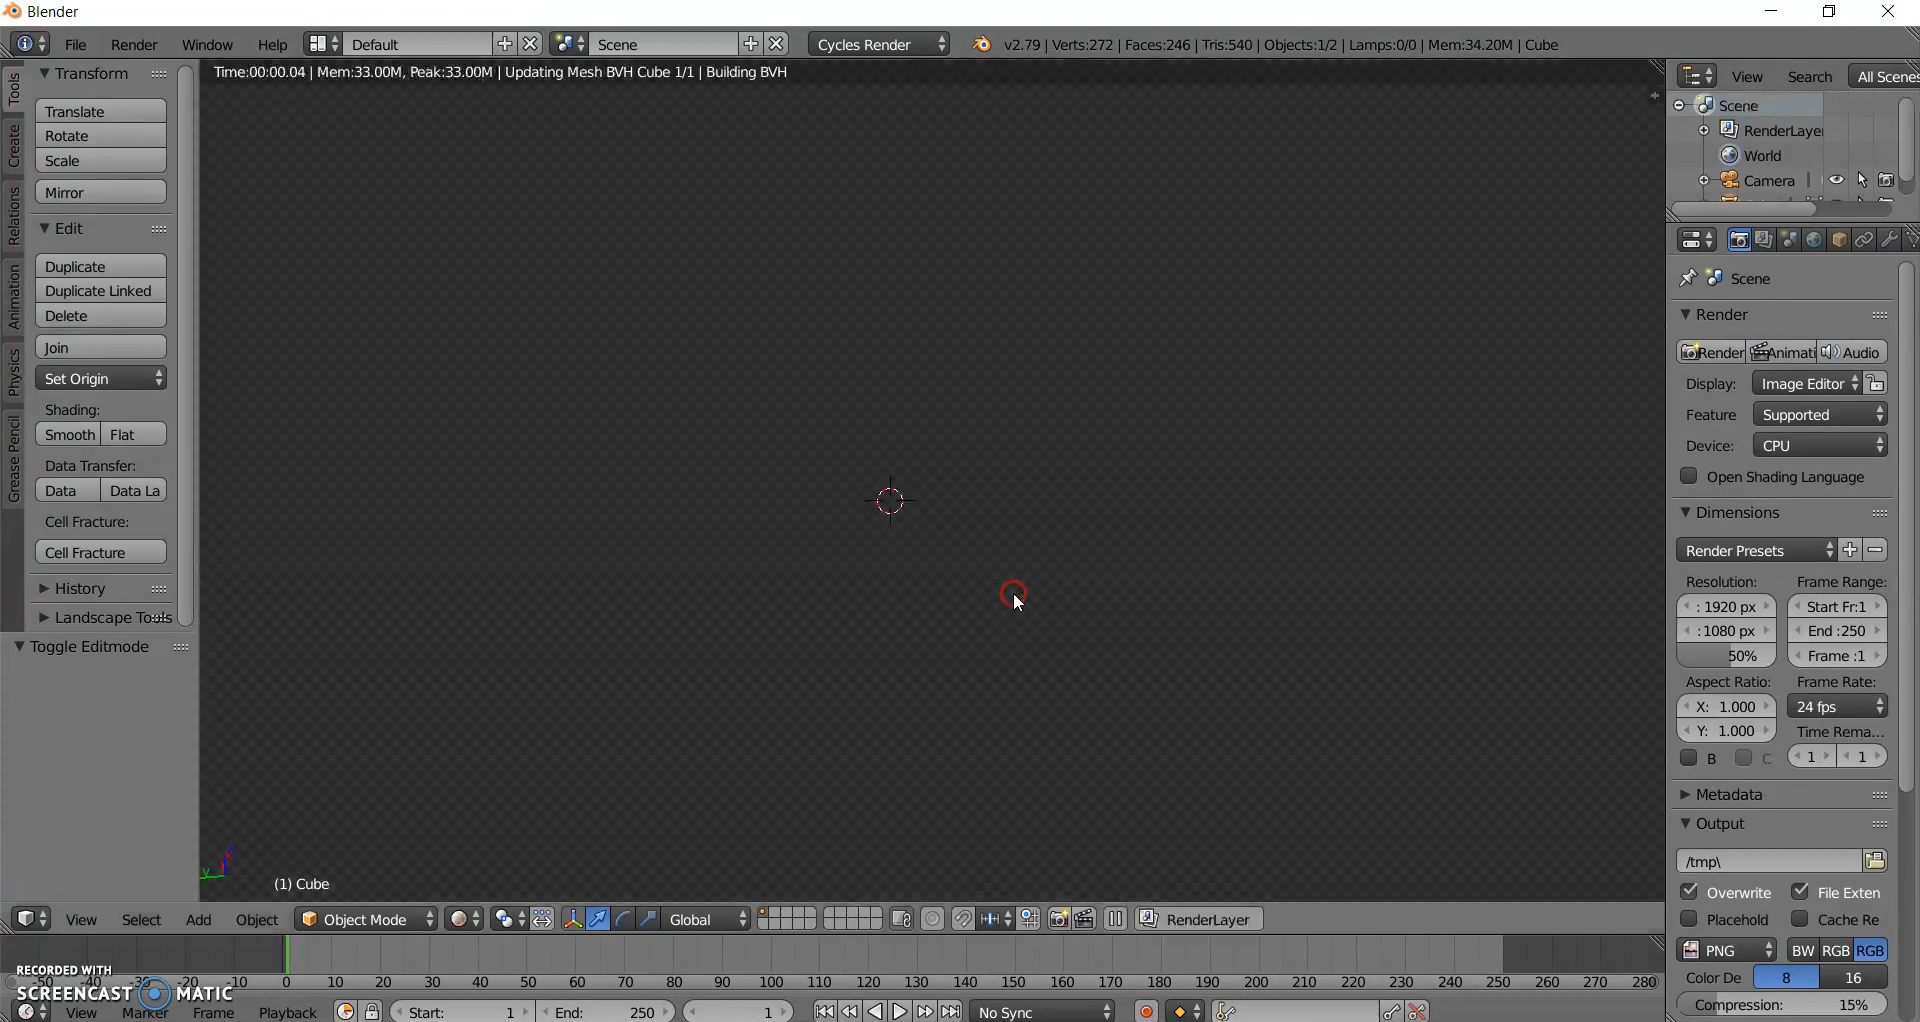 Blender
File Render Window Help Default Scene Cycles Render v2.79 | Verts:272 | Faces:246 | Tris:540 | Objects:1/2 | Lamps:0/0 | Mem:34.20M | Cube
Time:00:00.04 | Mem:33.00M, Peak:33.00M | Updating Mesh BVH Cube 1/1 | Building BVH
Tools
Create
Relations
Animation
Physics
Grease Pencil
Transform
Translate
Rotate
Scale
Mirror
Edit
Duplicate
Duplicate Linked
Delete
Join
Set Origin
Shading:
Smooth Flat
Data Transfer:
Data Data La
Cell Fracture:
Cell Fracture
History
Landscape Tools
Toggle Editmode
y
(1) Cube
View Search All Scenes
Scene
RenderLaye
World
Camera
Scene
Render
Render Animati Audio
Display: Image Editor
Feature Supported
Device: CPU
Open Shading Language
Dimensions
Render Presets
Resolution: Frame Range:
: 1920 px Start Fr:1
:1080 px End :250
50% Frame :1
Aspect Ratio: Frame Rate:
X: 1.000 24 fps
Y: 1.000 Time Rema...
B C 1 1
Metadata
Output
/tmp\
Overwrite File Exten
Placehold Cache Re
PNG BW RGB RGB
Color De 8 16
Compression: 15%
View Select Add Object Object Mode Global RenderLayer
RECORDED WITH
SCREENCAST MATIC
-50 -40 -30 -20 -10 0 10 20 30 40 50 60 70 80 90 100 110 120 130 140 150 160 170 180 190 200 210 220 230 240 250 260 270 280
View Marker Frame Playback Start: 1 End: 250 1 No Sync